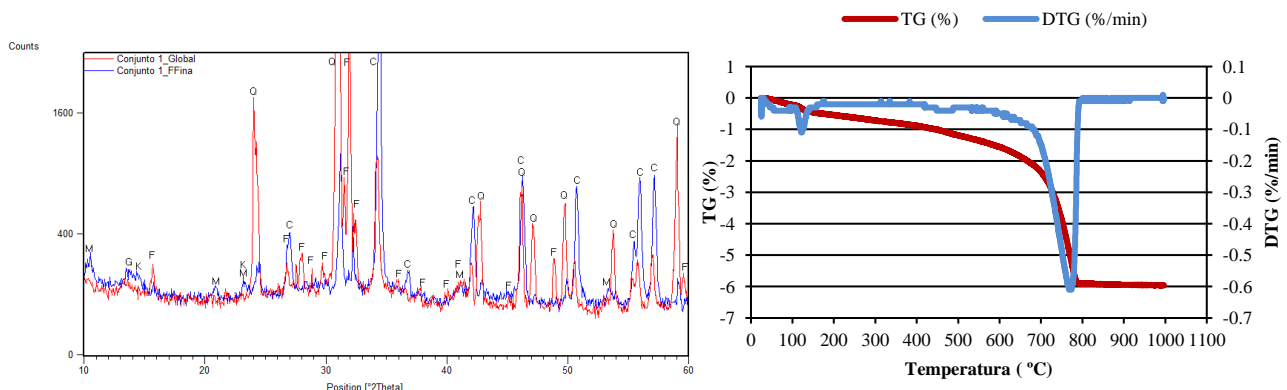 Counts
Conjunto 1_Global
Conjunto 1_FFina
1600
400
0
M
G
K
F
M
K
M
Q
F
C
F
F
F
Q
F
F
F
C
F
C
F
F
F
M
C
Q
F
C
Q
Q
F
Q
C
M
Q
C
C
C
Q
F
10
20
30
40
50
60
Position [°2Theta]
TG (%)
DTG (%/min)
1
0
-1
-2
-3
-4
-5
-6
-7
TG (%)
0.1
0
-0.1
-0.2
-0.3
-0.4
-0.5
-0.6
-0.7
DTG (%/min)
0 100 200 300 400 500 600 700 800 900 1000 1100
Temperatura ( ºC)